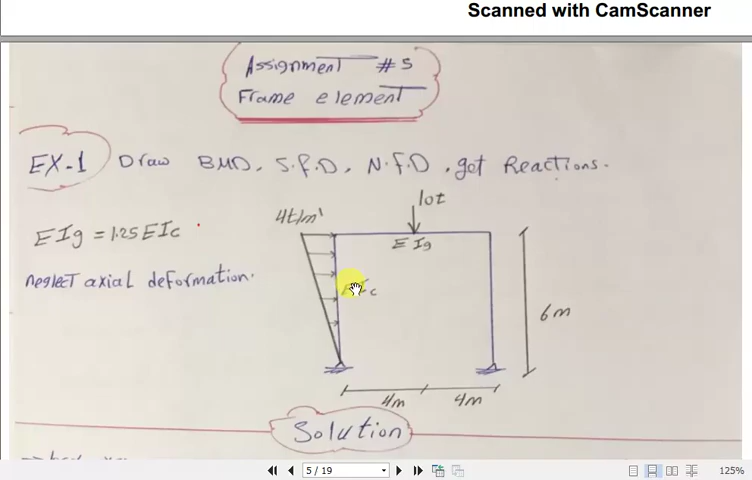 Scanned with CamScanner
Assignment #5
Frame element
EX-1 Draw BMD, S.F.D, N.F.D, get Reactions.
4t/m'
10t
EIg = 1.25 EIc
EIg
neglect axial deformation.
c
6m
4m 4m
Solution
5 / 19
125%